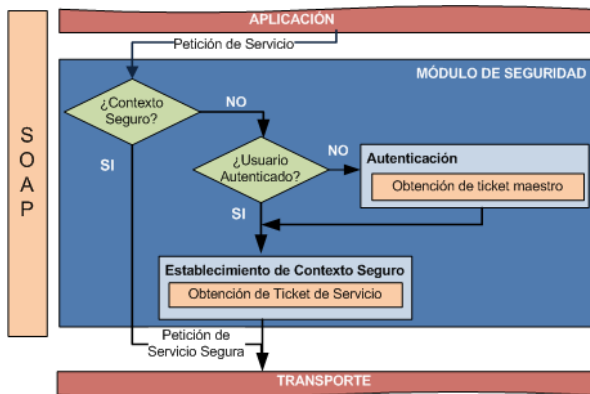 APLICACIÓN
Petición de Servicio
MÓDULO DE SEGURIDAD
SOAP
¿Contexto
Seguro?
NO
SI
¿Usuario
Autenticado?
NO
SI
Autenticación
Obtención de ticket maestro
Establecimiento de Contexto Seguro
Obtención de Ticket de Servicio
Petición de
Servicio Segura
TRANSPORTE